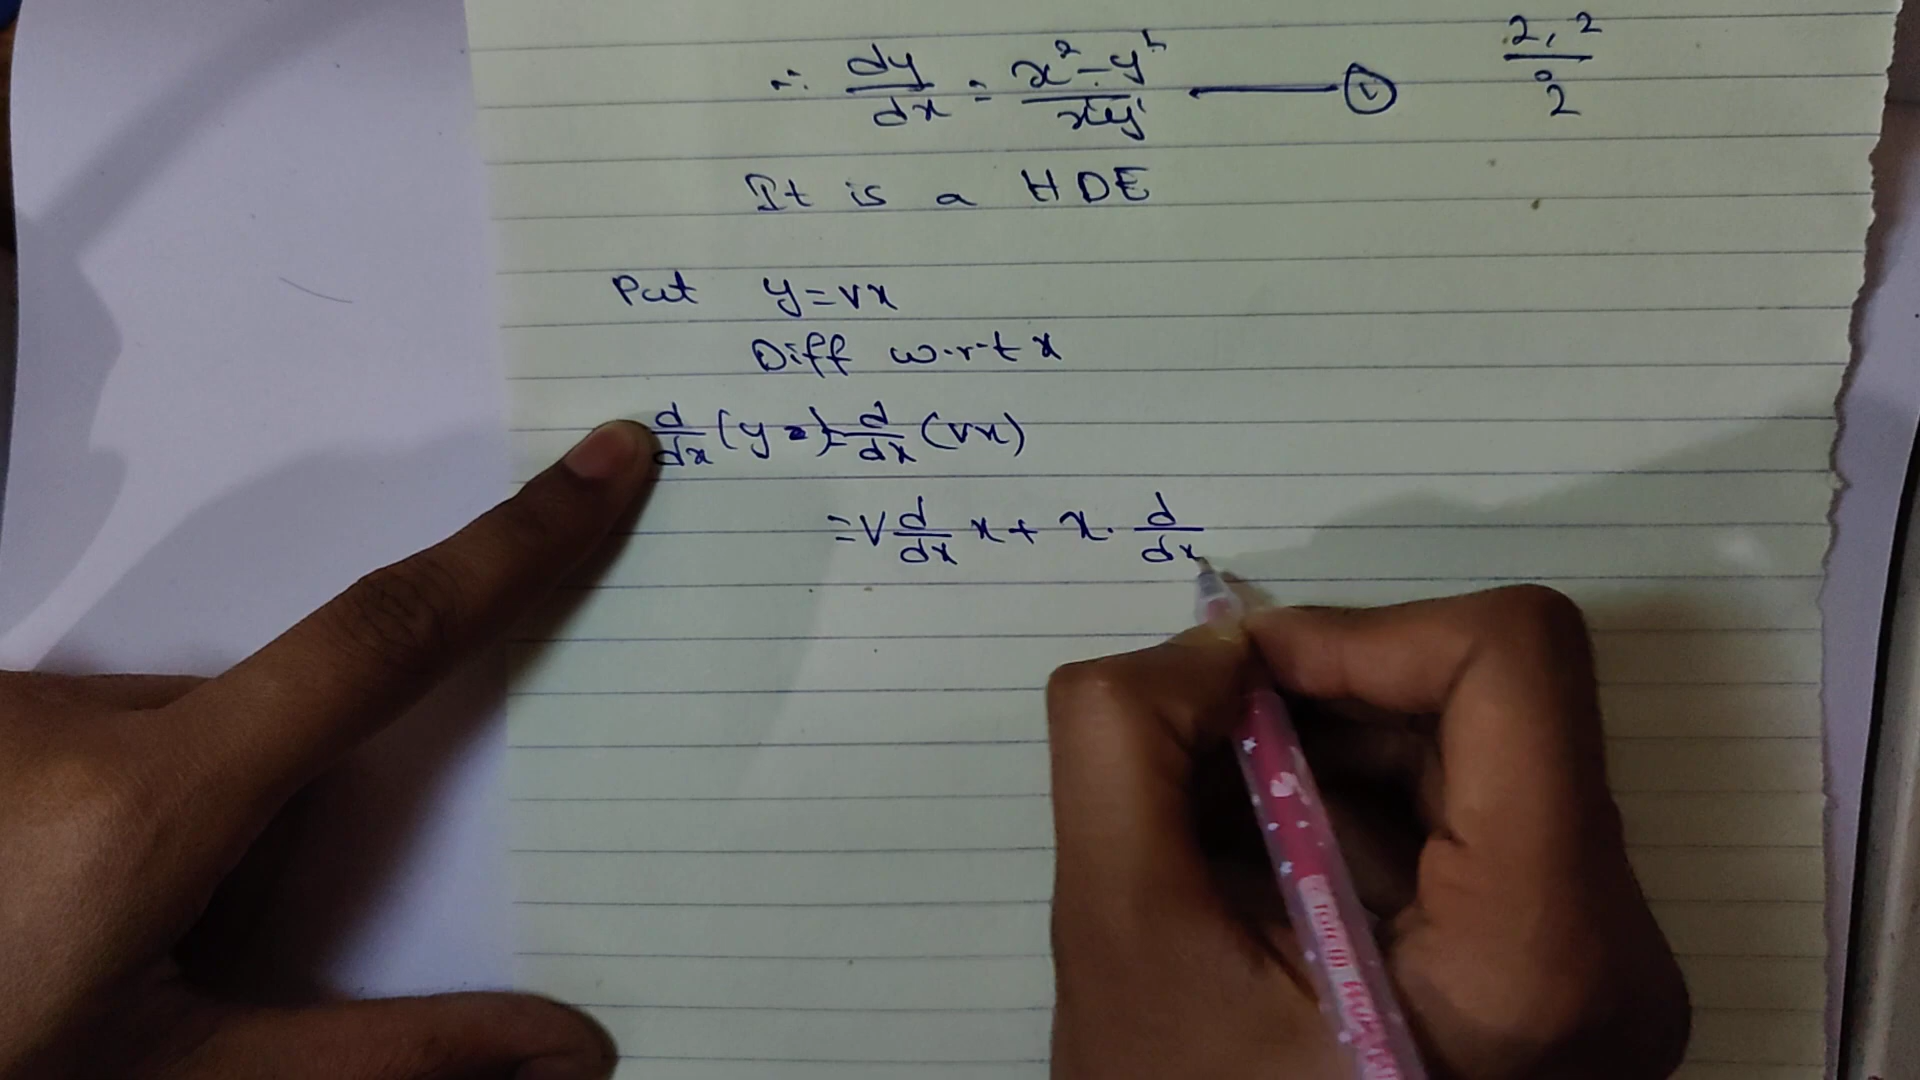 ∴ dy/dx = x²-y²/xy ——— ①
2, 2/2
It is a HDE
Put y=vx
Diff w.r.t x
d/dx (y) = d/dx (vx)
= V d/dx x + x. d/dx